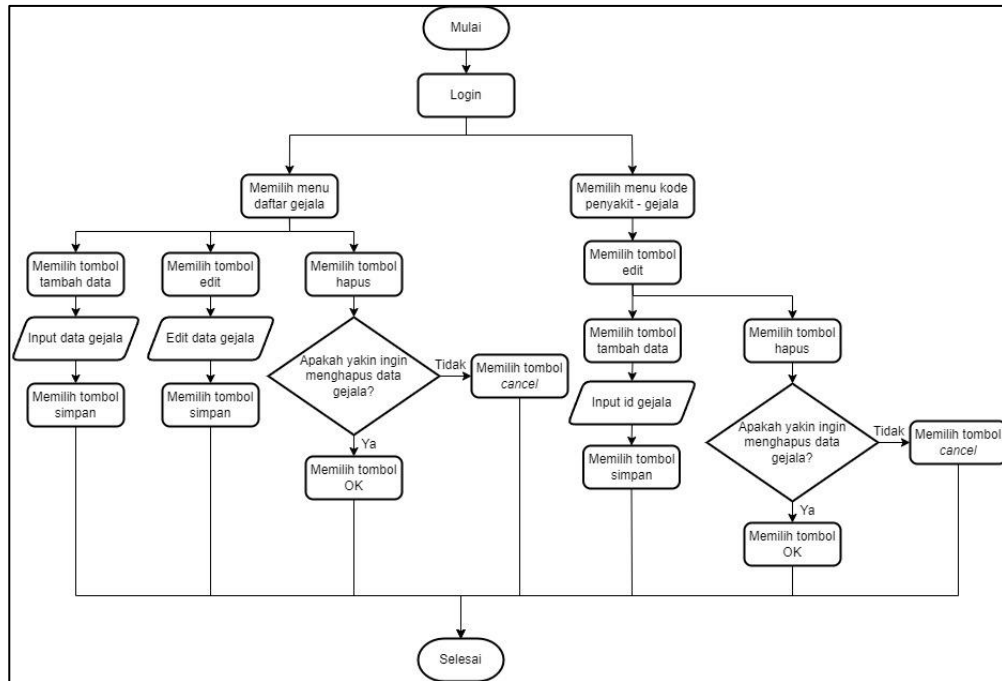 Mulai
Login
Memilih menu
daftar gejala
Memilih tombol
tambah data
Input data gejala
Memilih tombol
simpan
Memilih tombol
edit
Edit data gejala
Memilih tombol
simpan
Memilih tombol
hapus
Apakah yakin ingin
menghapus data
gejala?
Tidak
Memilih tombol
cancel
Ya
Memilih tombol
OK
Memilih menu kode
penyakit - gejala
Memilih tombol
edit
Memilih tombol
tambah data
Input id gejala
Memilih tombol
simpan
Memilih tombol
hapus
Apakah yakin ingin
menghapus data
gejala?
Tidak
Memilih tombol
cancel
Ya
Memilih tombol
OK
Selesai